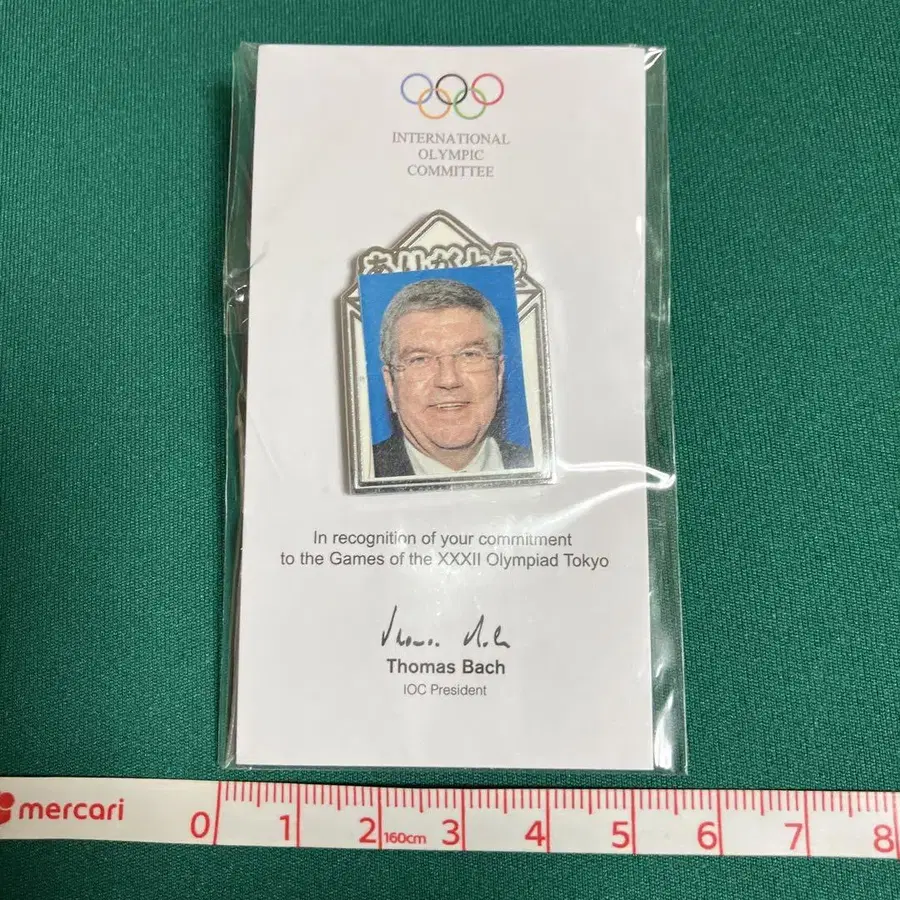 INTERNATIONAL
OLYMPIC
COMMITTEE
ありがとう
In recognition of your commitment
to the Games of the XXXII Olympiad Tokyo
Thomas Bach
IOC President
mercari
0 1 2 160cm 3 4 5 6 7 8